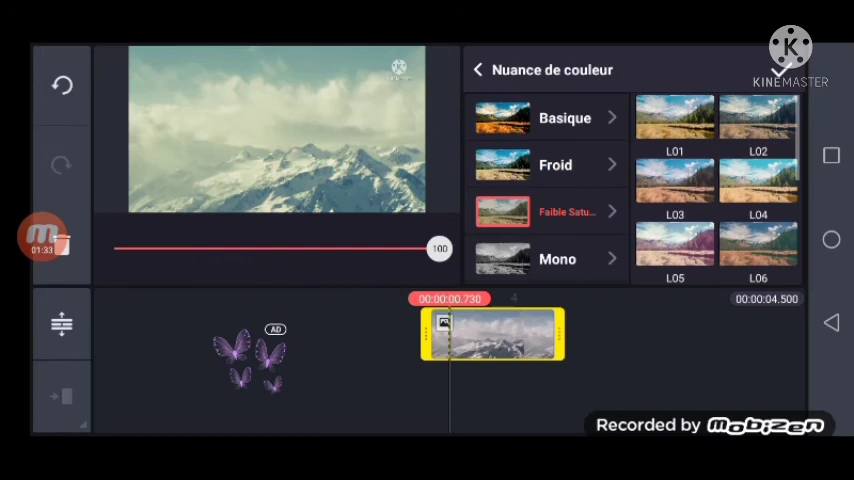 Nuance de couleur
KINEMASTER
Basique
Froid
Faible Satu...
Mono
L01
L02
L03
L04
L05
L06
01:33
100
00:00:00.730
4
00:00:04.500
AD
Recorded by mobizen